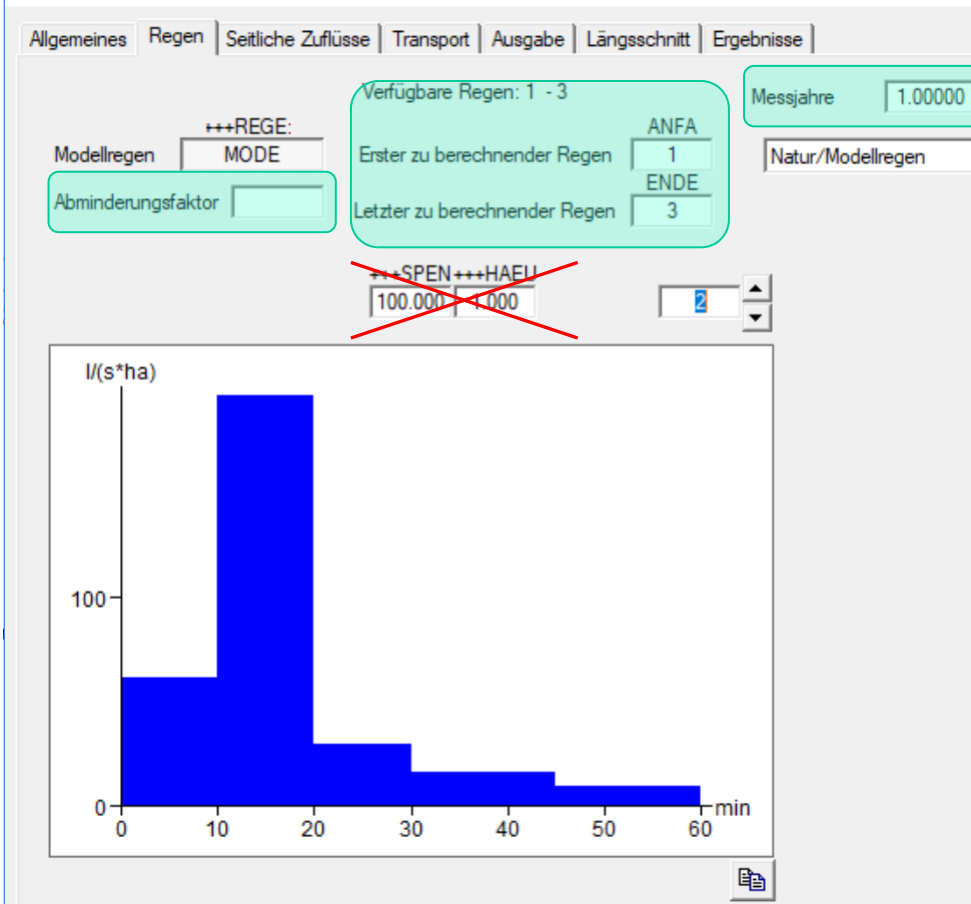 Allgemeines Regen Seitliche Zuflüsse Transport Ausgabe Längsschnitt Ergebnisse
Verfügbare Regen: 1 - 3
Messjahre 1.00000
+++REGE: ANFA
Modellregen MODE Erster zu berechnender Regen 1 Natur/Modellregen
ENDE
Abminderungsfaktor Letzter zu berechnender Regen 3
+++SPEN +++HAEU
100.000 1.000 2
l/(s*ha)
100
0 min
0 10 20 30 40 50 60